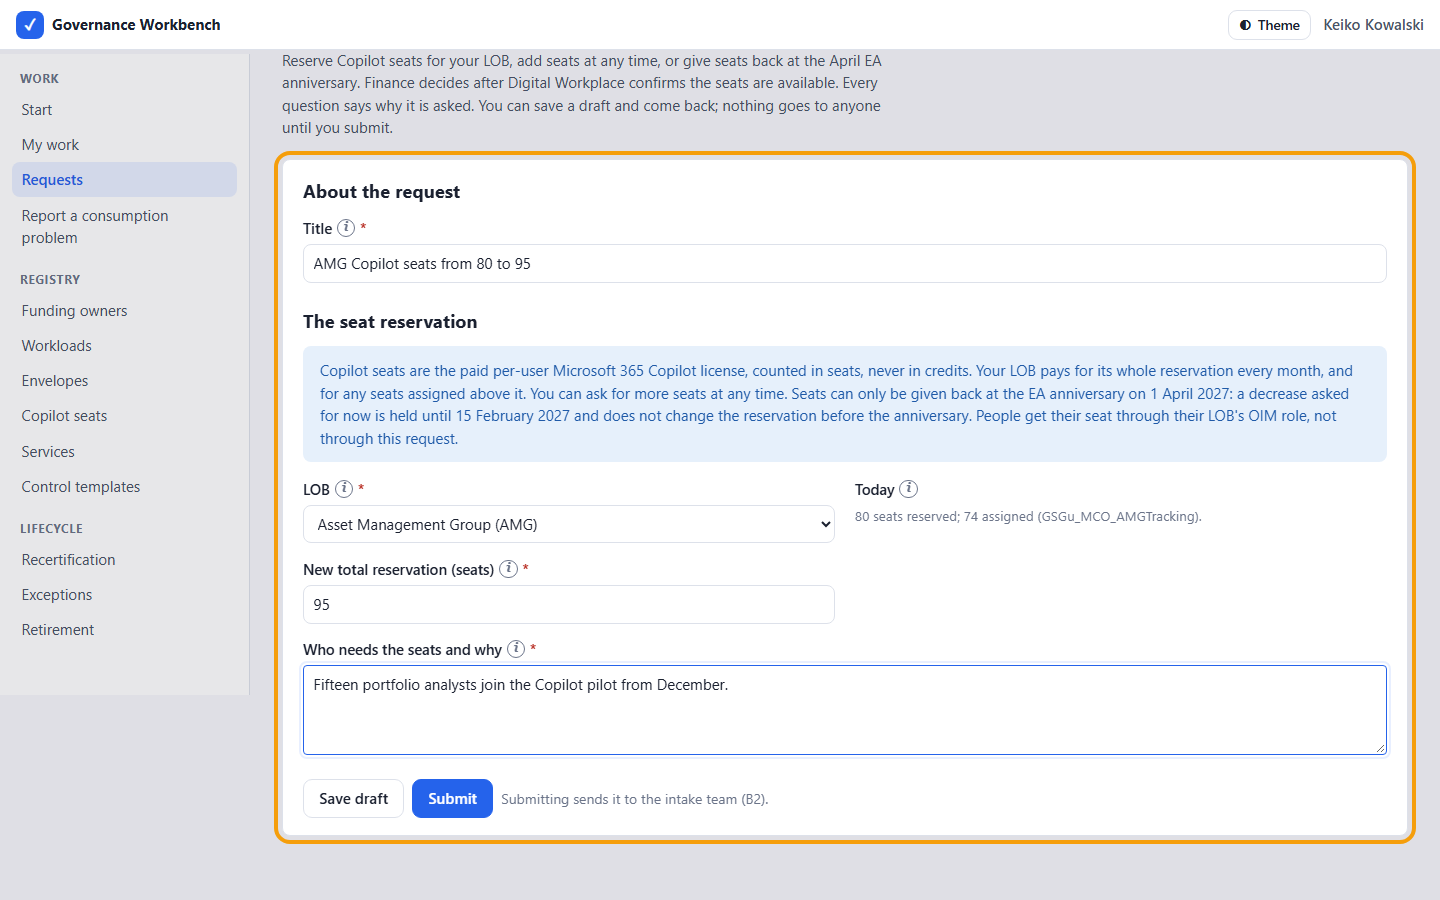 Governance Workbench
Theme
Keiko Kowalski
WORK
Start
My work
Requests
Report a consumption
problem
REGISTRY
Funding owners
Workloads
Envelopes
Copilot seats
Services
Control templates
LIFECYCLE
Recertification
Exceptions
Retirement
Reserve Copilot seats for your LOB, add seats at any time, or give seats back at the April EA
anniversary. Finance decides after Digital Workplace confirms the seats are available. Every
question says why it is asked. You can save a draft and come back; nothing goes to anyone
until you submit.
About the request
Title i *
AMG Copilot seats from 80 to 95
The seat reservation
Copilot seats are the paid per-user Microsoft 365 Copilot license, counted in seats, never in credits. Your LOB pays for its whole reservation every month, and
for any seats assigned above it. You can ask for more seats at any time. Seats can only be given back at the EA anniversary on 1 April 2027: a decrease asked
for now is held until 15 February 2027 and does not change the reservation before the anniversary. People get their seat through their LOB's OIM role, not
through this request.
LOB i *
Asset Management Group (AMG)
Today i
80 seats reserved; 74 assigned (GSGu_MCO_AMGTracking).
New total reservation (seats) i *
95
Who needs the seats and why i *
Fifteen portfolio analysts join the Copilot pilot from December.
Save draft
Submit
Submitting sends it to the intake team (B2).